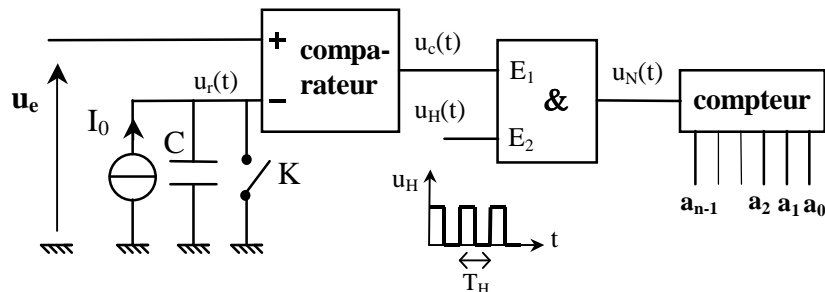 +
compa-
rateur
−
u_e
u_r(t)
I_0
C
K
u_c(t)
u_H(t)
E_1
E_2
&
u_N(t)
compteur
a_{n-1}
a_2
a_1
a_0
u_H
t
T_H